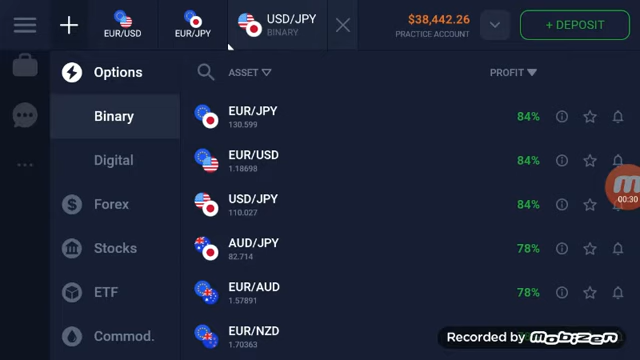 EUR/USD
EUR/JPY
USD/JPY
BINARY
$38,442.26
PRACTICE ACCOUNT
+ DEPOSIT
Options
Binary
Digital
Forex
Stocks
ETF
Commod.
ASSET
PROFIT
EUR/JPY
130.599
84%
EUR/USD
1.18698
84%
USD/JPY
110.027
84%
AUD/JPY
82.714
78%
EUR/AUD
1.57891
78%
EUR/NZD
1.70363
00:30
Recorded by Mobizen